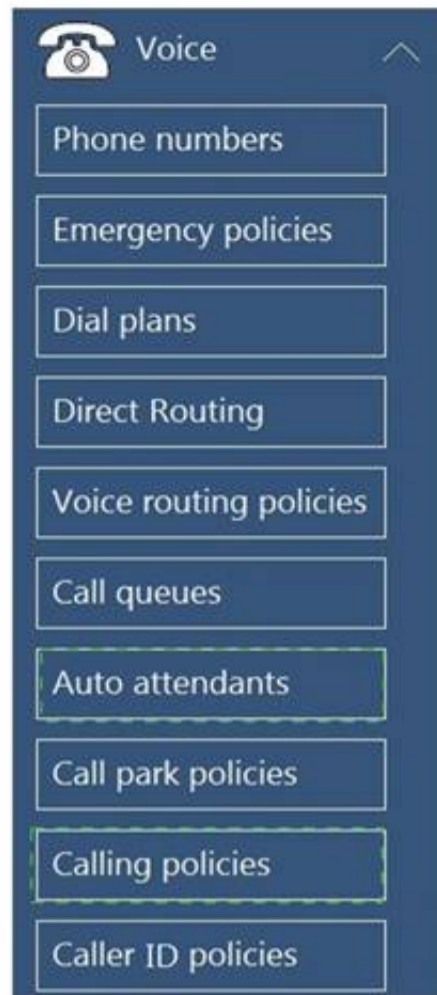 Voice
Phone numbers
Emergency policies
Dial plans
Direct Routing
Voice routing policies
Call queues
Auto attendants
Call park policies
Calling policies
Caller ID policies